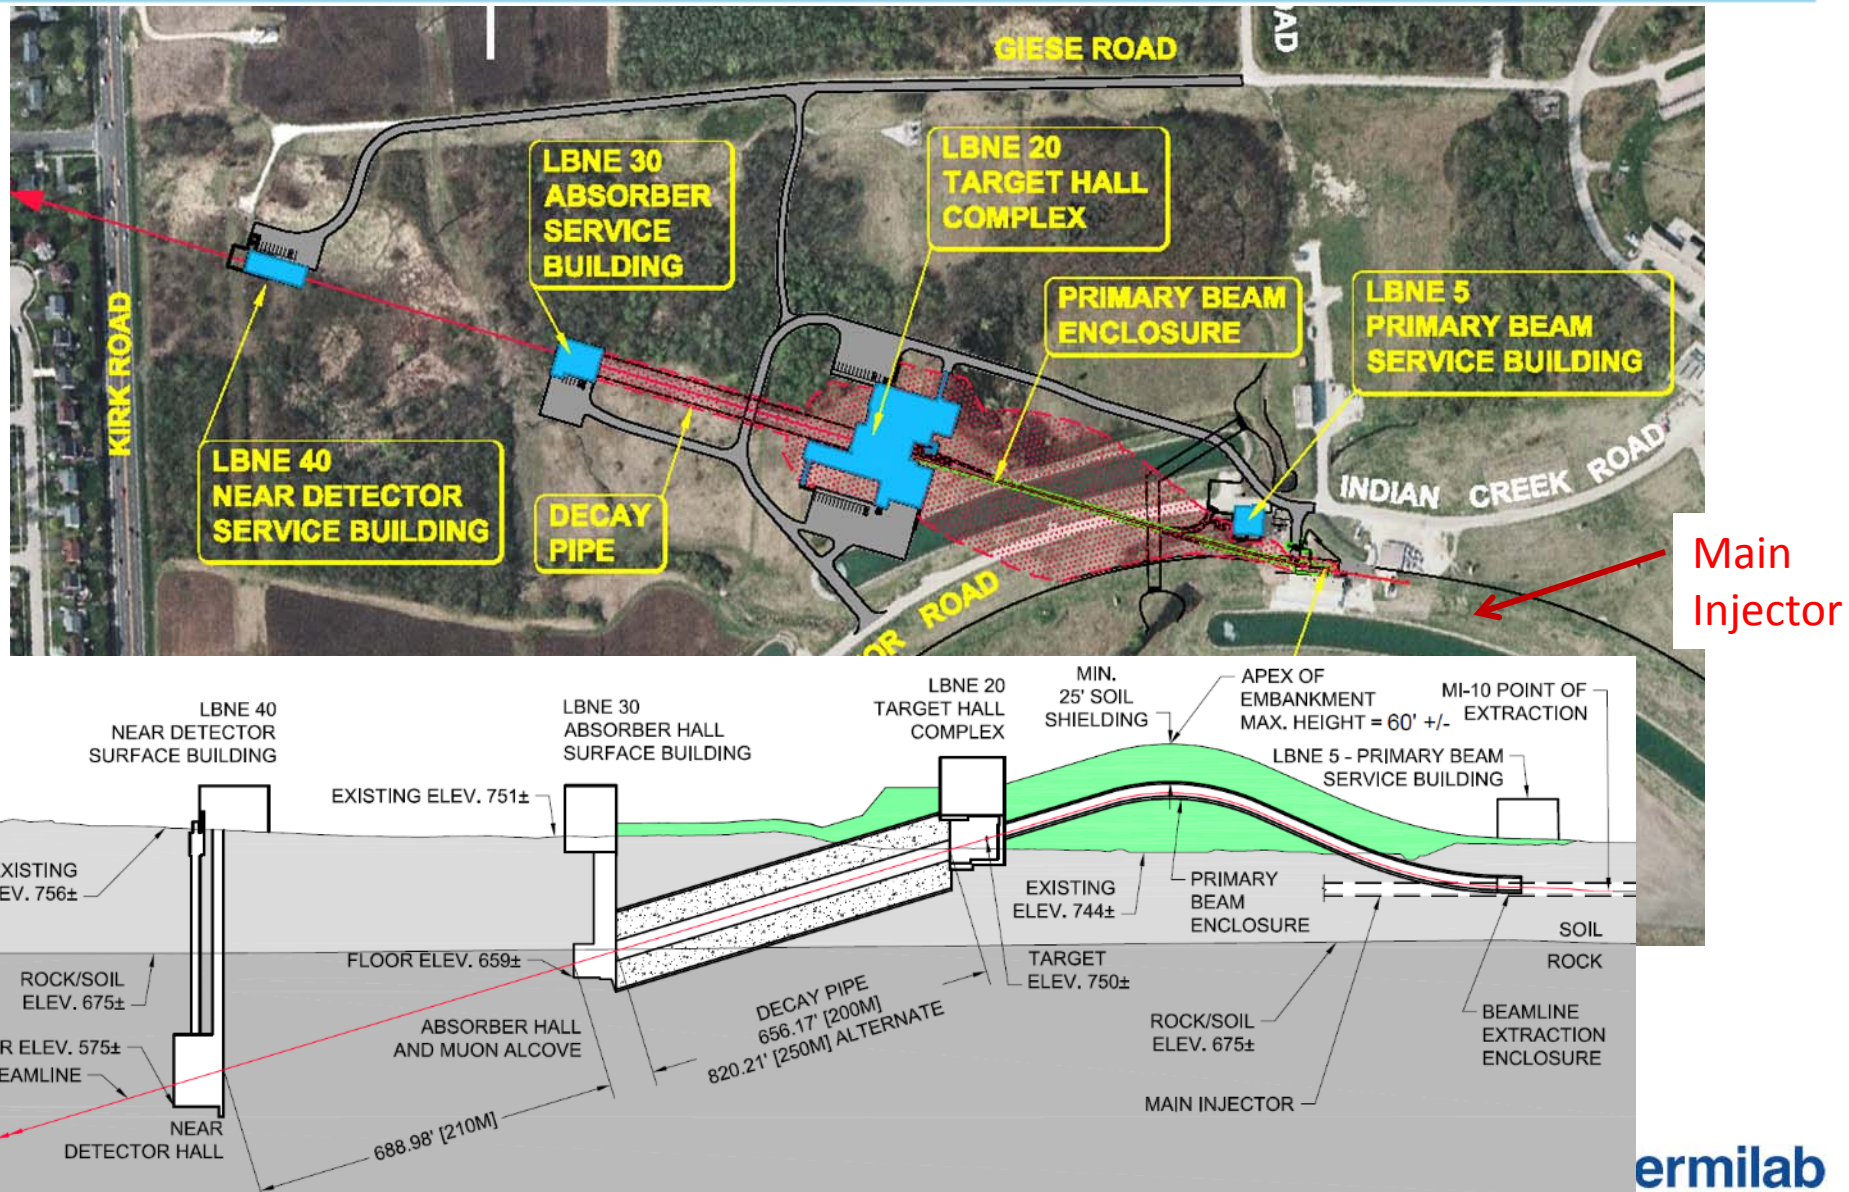 GIESE ROAD
OAD
LBNE 30
ABSORBER
SERVICE
BUILDING
LBNE 20
TARGET HALL
COMPLEX
PRIMARY BEAM
ENCLOSURE
LBNE 5
PRIMARY BEAM
SERVICE BUILDING
KIRK ROAD
LBNE 40
NEAR DETECTOR
SERVICE BUILDING
DECAY
PIPE
INDIAN CREEK ROAD
OR ROAD
Main
Injector
LBNE 40
NEAR DETECTOR
SURFACE BUILDING
LBNE 30
ABSORBER HALL
SURFACE BUILDING
LBNE 20
TARGET HALL
COMPLEX
MIN.
25' SOIL
SHIELDING
APEX OF
EMBANKMENT
MAX. HEIGHT = 60' +/-
MI-10 POINT OF
EXTRACTION
LBNE 5 - PRIMARY BEAM
SERVICE BUILDING
EXISTING ELEV. 751±
XISTING
EV. 756±
EXISTING
ELEV. 744±
PRIMARY
BEAM
ENCLOSURE
SOIL
ROCK
FLOOR ELEV. 659±
TARGET
ELEV. 750±
ROCK/SOIL
ELEV. 675±
DECAY PIPE
656.17' [200M]
820.21' [250M] ALTERNATE
ABSORBER HALL
AND MUON ALCOVE
ROCK/SOIL
ELEV. 675±
BEAMLINE
EXTRACTION
ENCLOSURE
R ELEV. 575±
EAMLINE
MAIN INJECTOR
NEAR
DETECTOR HALL
688.98' [210M]
ermilab